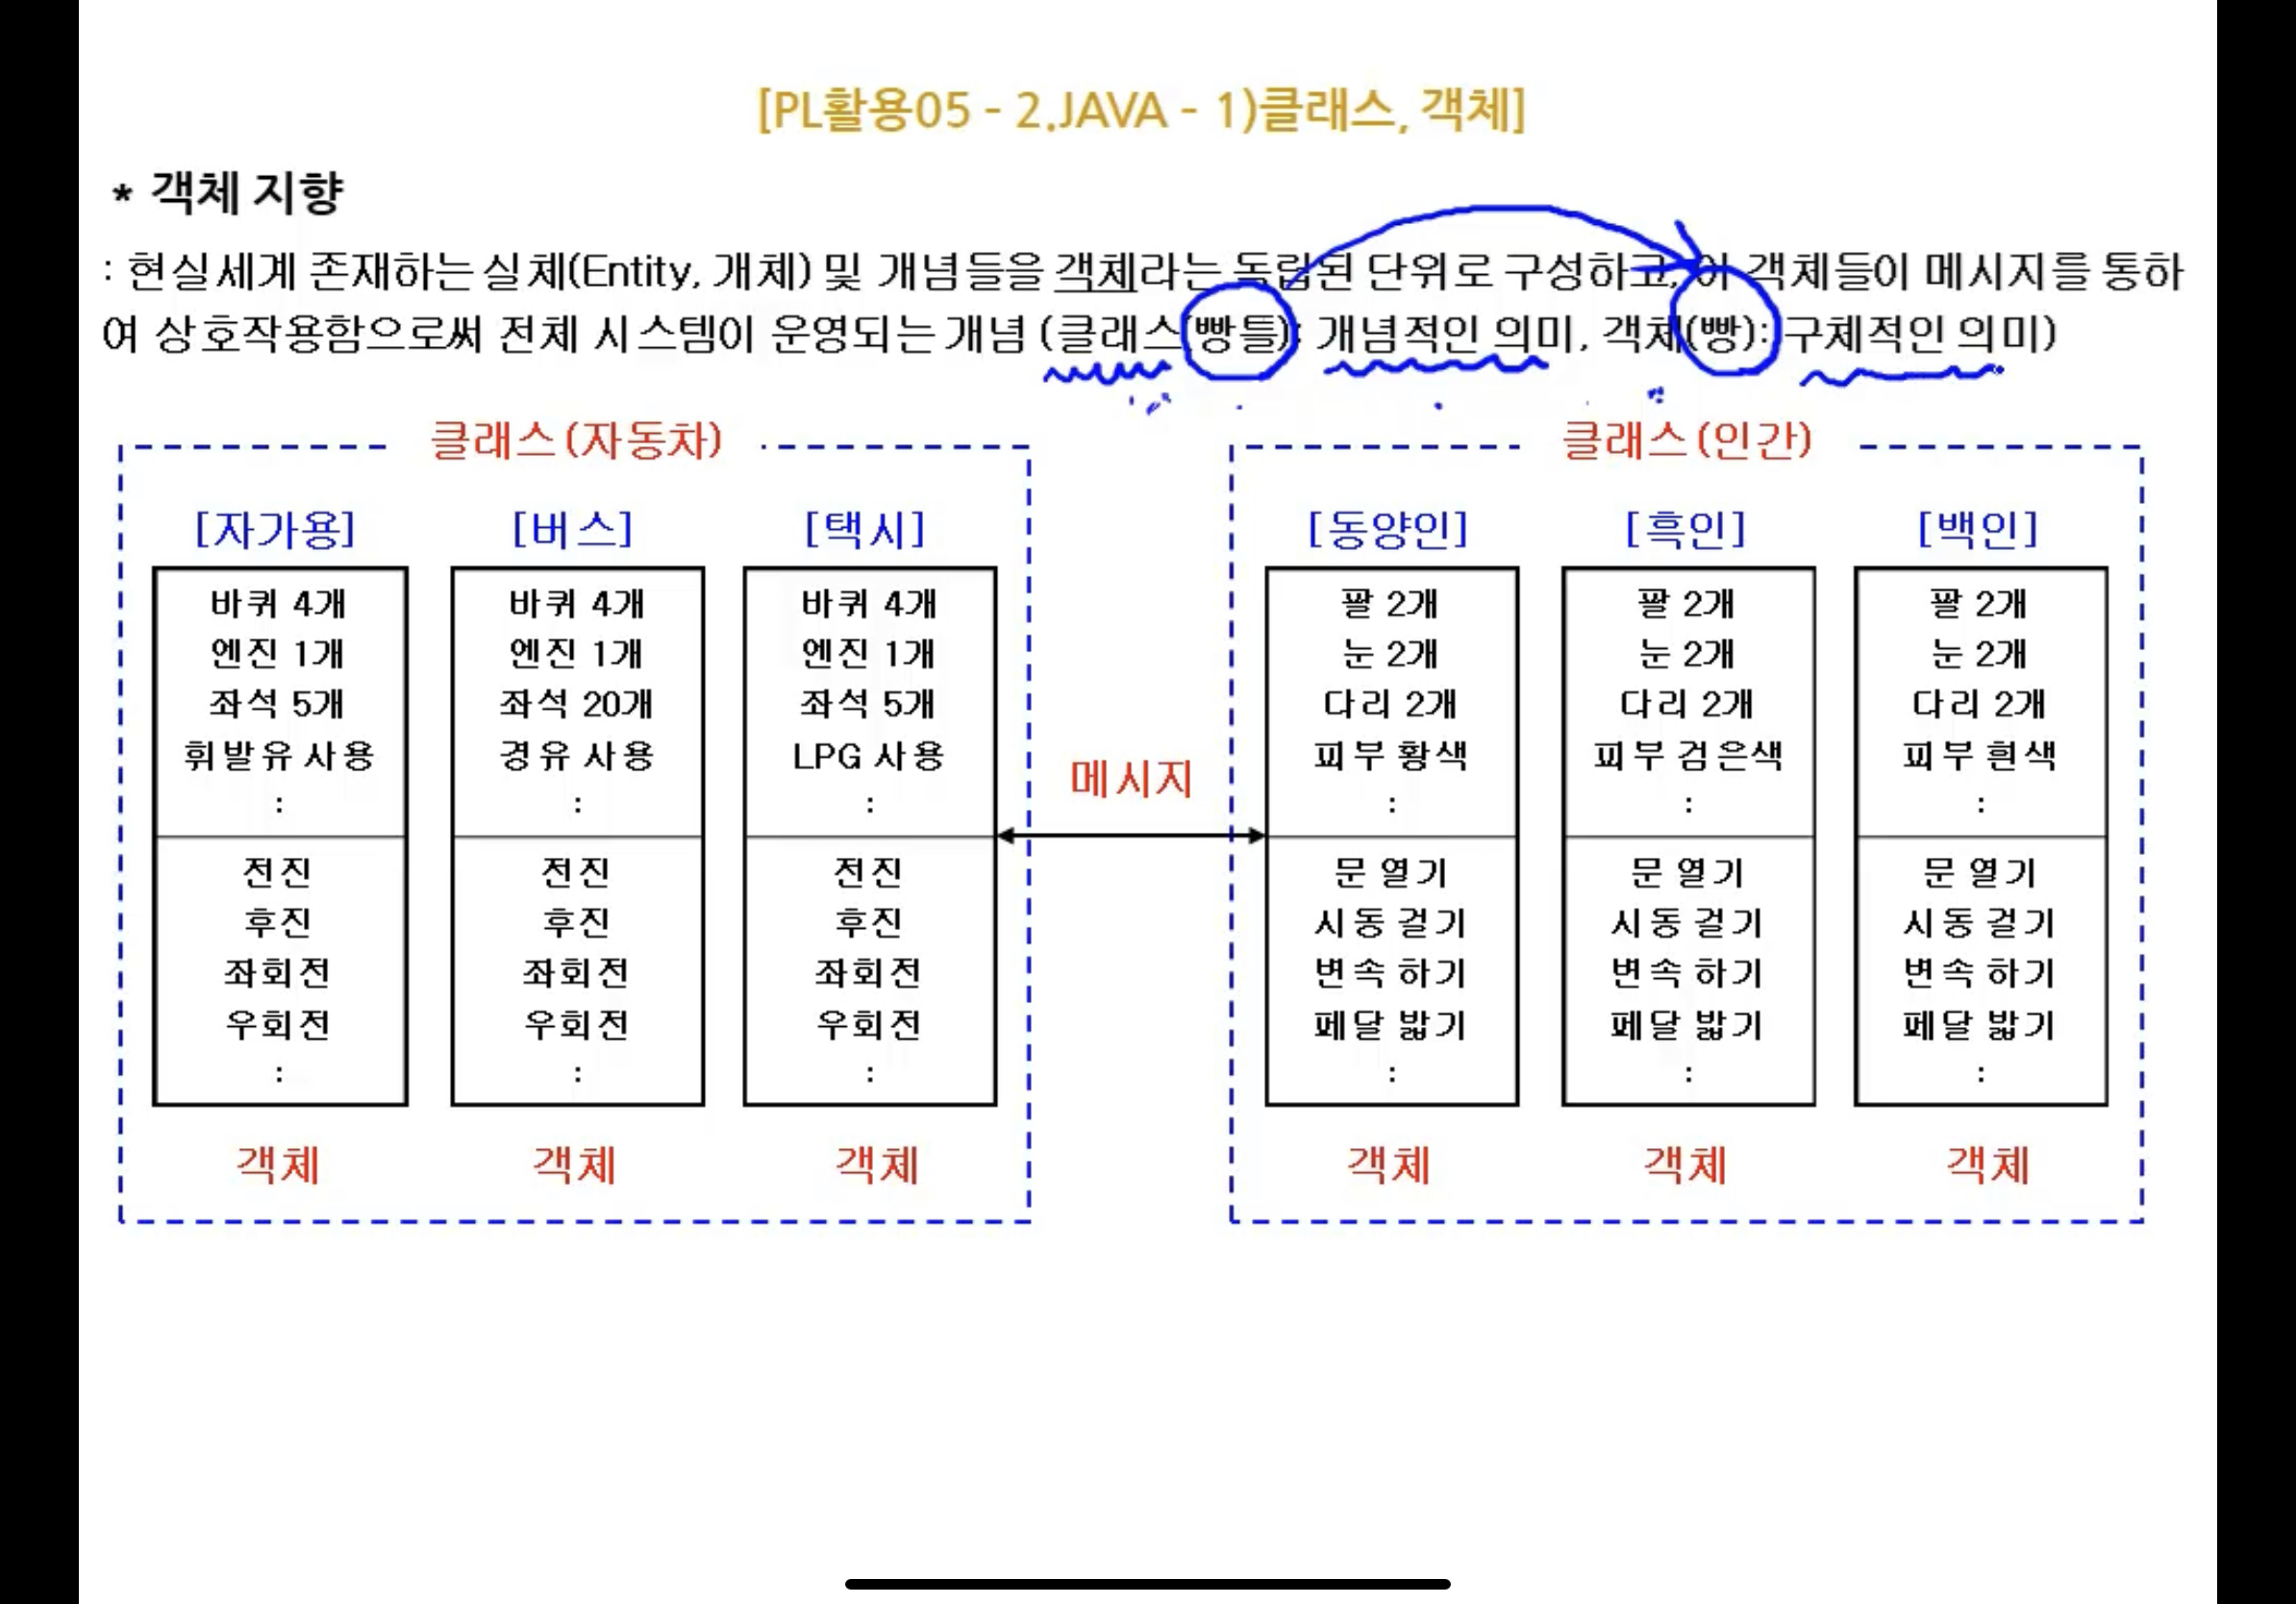 [PL활용05 - 2.JAVA - 1)클래스, 객체]
* 객체 지향
: 현실세계 존재하는 실체(Entity, 개체) 및 개념들을 객체라는 독립된 단위로 구성하고, 이 객체들이 메시지를 통하
여 상호작용함으로써 전체 시스템이 운영되는 개념 (클래스(빵틀): 개념적인 의미, 객체(빵): 구체적인 의미)
클래스(자동차)
[자가용]
바퀴 4개
엔진 1개
좌석 5개
휘발유 사용
:
전진
후진
좌회전
우회전
:
객체
[버스]
바퀴 4개
엔진 1개
좌석 20개
경유 사용
:
전진
후진
좌회전
우회전
:
객체
[택시]
바퀴 4개
엔진 1개
좌석 5개
LPG 사용
:
전진
후진
좌회전
우회전
:
객체
메시지
클래스(인간)
[동양인]
팔 2개
눈 2개
다리 2개
피부 황색
:
문 열기
시동 걸기
변속 하기
페달 밟기
:
객체
[흑인]
팔 2개
눈 2개
다리 2개
피부 검은색
:
문 열기
시동 걸기
변속 하기
페달 밟기
:
객체
[백인]
팔 2개
눈 2개
다리 2개
피부 흰색
:
문 열기
시동 걸기
변속 하기
페달 밟기
:
객체